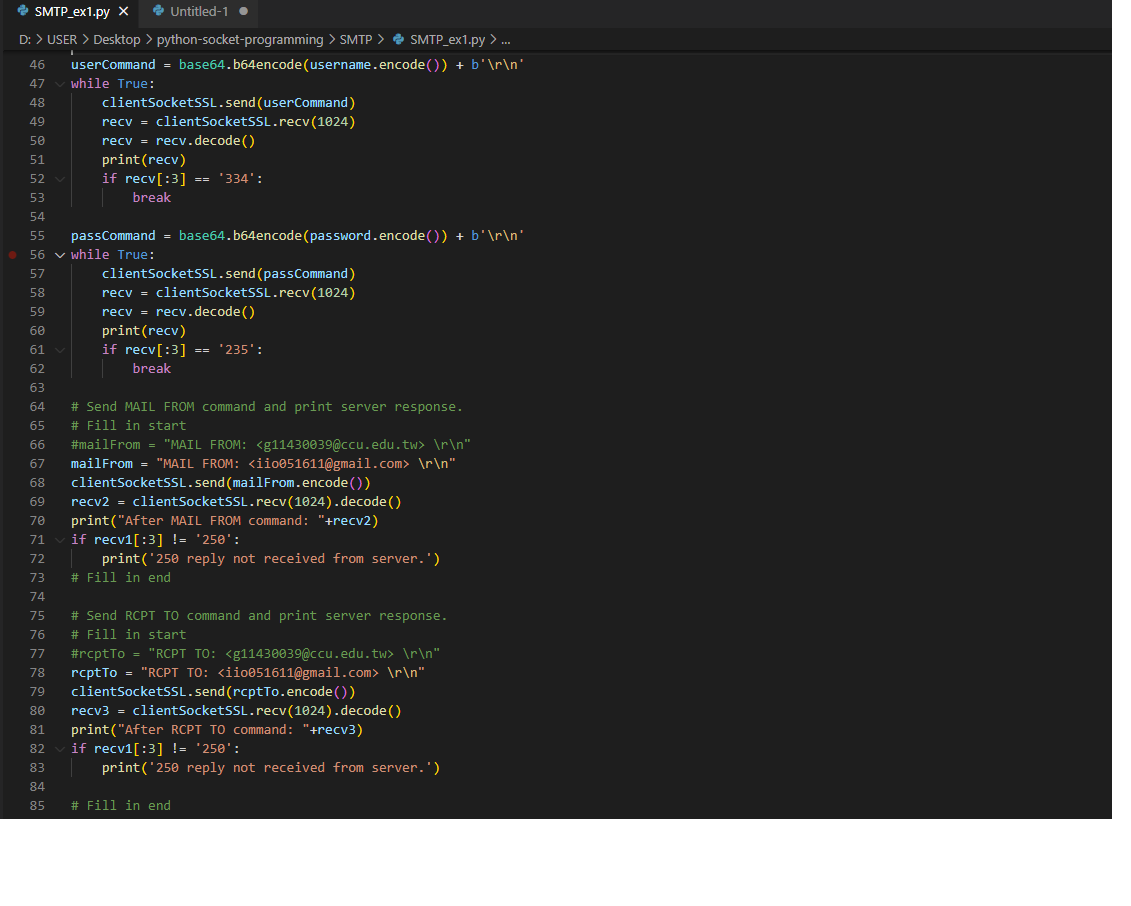 SMTP_ex1.py × Untitled-1 ●
D: > USER > Desktop > python-socket-programming > SMTP > SMTP_ex1.py > ...
46 userCommand = base64.b64encode(username.encode()) + b'\r\n'
47 while True:
48     clientSocketSSL.send(userCommand)
49     recv = clientSocketSSL.recv(1024)
50     recv = recv.decode()
51     print(recv)
52     if recv[:3] == '334':
53         break
54
55 passCommand = base64.b64encode(password.encode()) + b'\r\n'
56 while True:
57     clientSocketSSL.send(passCommand)
58     recv = clientSocketSSL.recv(1024)
59     recv = recv.decode()
60     print(recv)
61     if recv[:3] == '235':
62         break
63
64 # Send MAIL FROM command and print server response.
65 # Fill in start
66 #mailFrom = "MAIL FROM: <g11430039@ccu.edu.tw> \r\n"
67 mailFrom = "MAIL FROM: <iio051611@gmail.com> \r\n"
68 clientSocketSSL.send(mailFrom.encode())
69 recv2 = clientSocketSSL.recv(1024).decode()
70 print("After MAIL FROM command: "+recv2)
71 if recv1[:3] != '250':
72     print('250 reply not received from server.')
73 # Fill in end
74
75 # Send RCPT TO command and print server response.
76 # Fill in start
77 #rcptTo = "RCPT TO: <g11430039@ccu.edu.tw> \r\n"
78 rcptTo = "RCPT TO: <iio051611@gmail.com> \r\n"
79 clientSocketSSL.send(rcptTo.encode())
80 recv3 = clientSocketSSL.recv(1024).decode()
81 print("After RCPT TO command: "+recv3)
82 if recv1[:3] != '250':
83     print('250 reply not received from server.')
84
85 # Fill in end